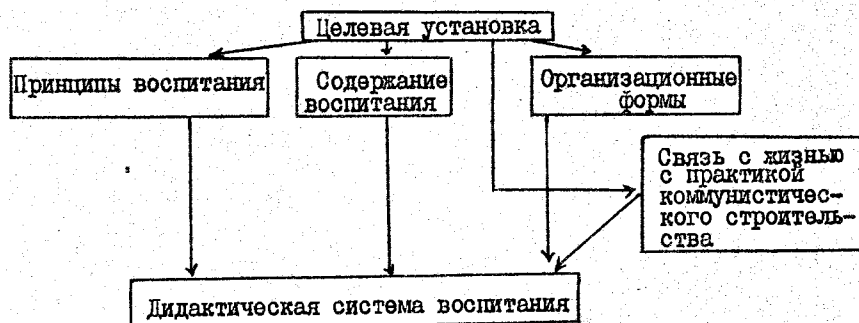 Целевая установка
Принципы воспитания
Содержание
воспитания
Организационные
формы
Связь с жизнью
с практикой
коммунистичес-
кого строитель-
ства
Дидактическая система воспитания